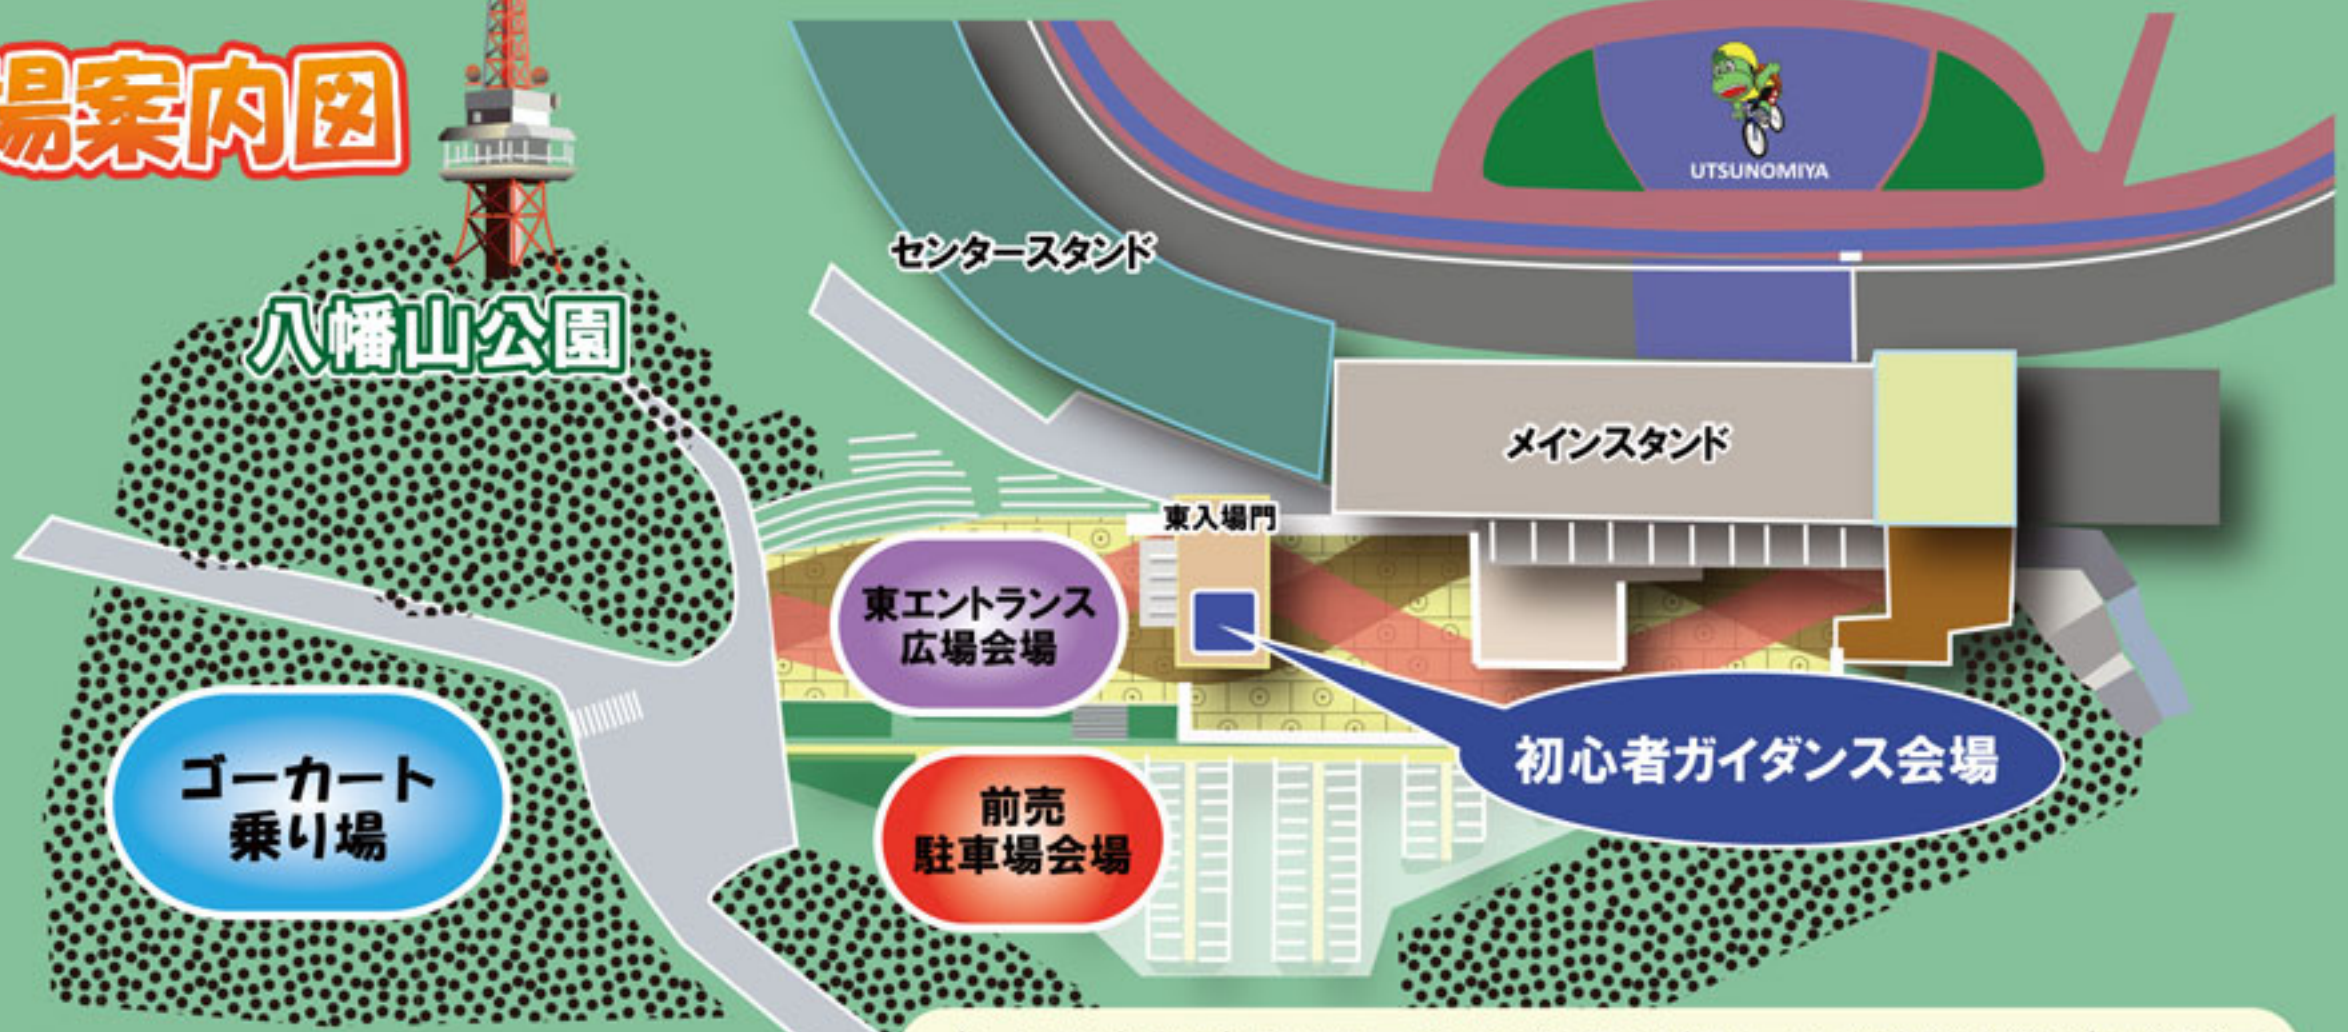 場案内図
UTSUNOMIYA
センタースタンド
八幡山公園
メインスタンド
東入場門
東エントランス
広場会場
ゴーカート
乗り場
初心者ガイダンス会場
前売
駐車場会場